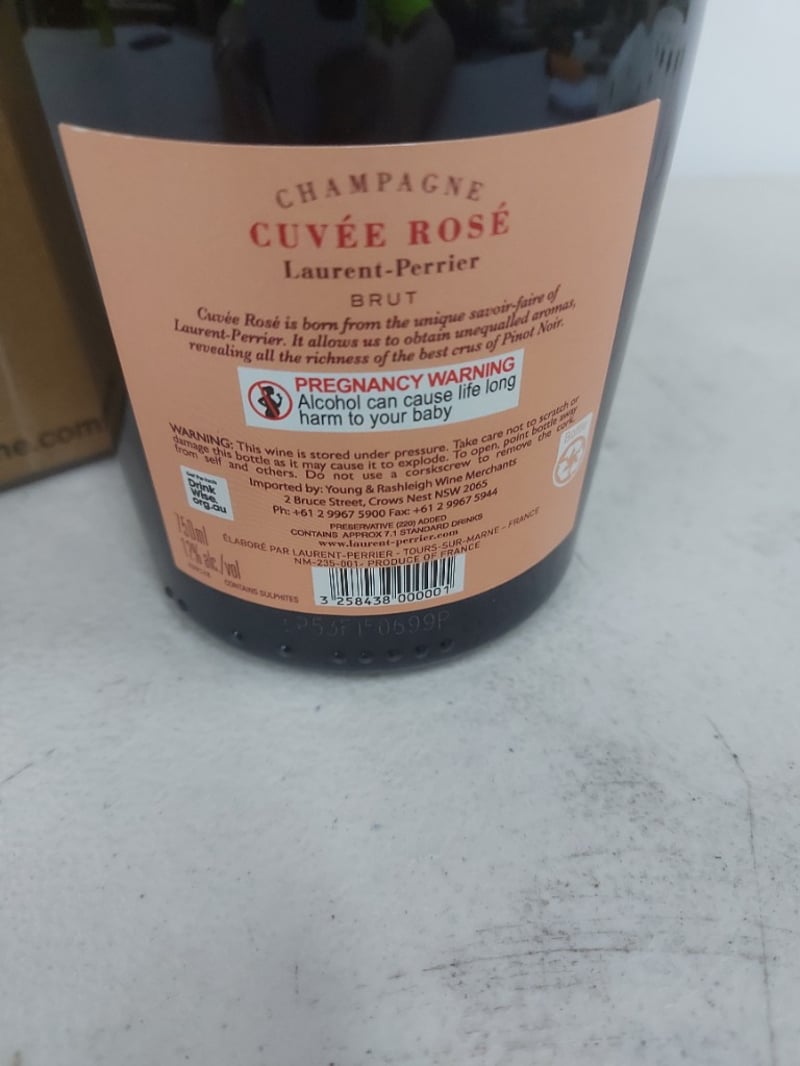 CHAMPAGNE
CUVÉE ROSÉ
Laurent-Perrier
BRUT
Cuvée Rosé is born from the unique savoir-faire of
Laurent-Perrier. It allows us to obtain unequalled aromas,
revealing all the richness of the best crus of Pinot Noir.
PREGNANCY WARNING
Alcohol can cause life long
harm to your baby
WARNING: This wine is stored under pressure. Take care not to scratch or
damage this bottle as it may cause it to explode. To open, point bottle away
from self and others. Do not use a corskscrew to remove the cork.
Imported by: Young & Rashleigh Wine Merchants
2 Bruce Street, Crows Nest NSW 2065
Ph: +61 2 9967 5900 Fax: +61 2 9967 5944
Get the facts
Drink
Wise.
org.au
PRESERVATIVE (220) ADDED
CONTAINS APPROX 7.1 STANDARD DRINKS
www.laurent-perrier.com
750ml
12% alc/vol
ÉLABORÉ PAR LAURENT-PERRIER - TOURS-SUR-MARNE - FRANCE
NM-235-001- PRODUCE OF FRANCE
CONTAINS SULPHITES
3 258438 000001
ne.com